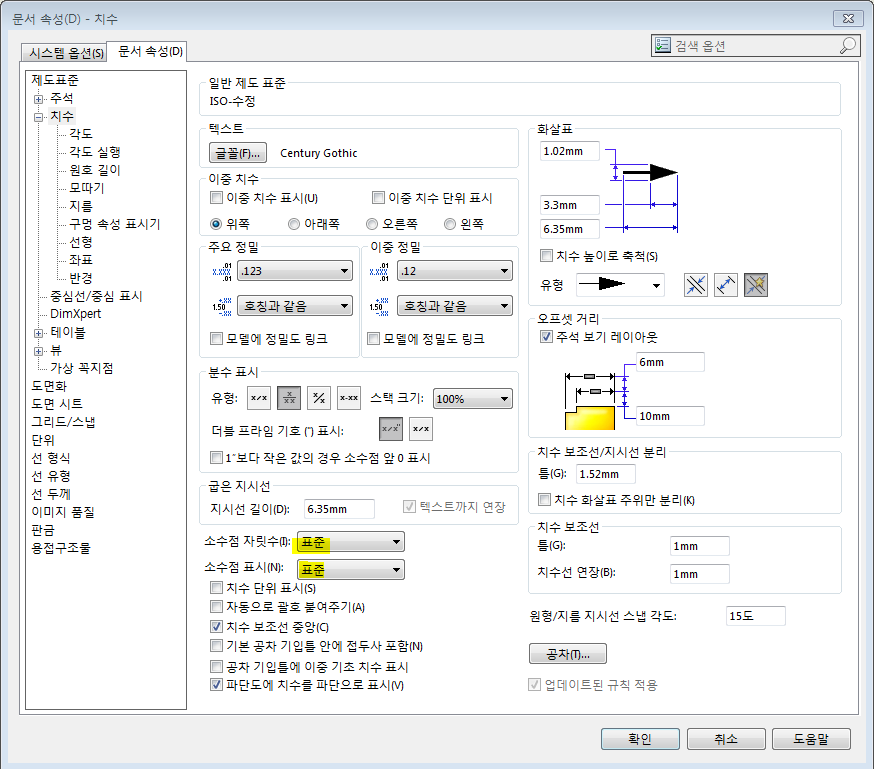 문서 속성(D) - 치수
시스템 옵션(S)
문서 속성(D)
검색 옵션
제도표준
주석
치수
각도
각도 실행
원호 길이
모따기
지름
구멍 속성 표시기
선형
좌표
반경
중심선/중심 표시
DimXpert
테이블
뷰
가상 꼭지점
도면화
도면 시트
그리드/스냅
단위
선 형식
선 유형
선 두께
이미지 품질
판금
용접구조물
일반 제도 표준
ISO-수정
텍스트
글꼴(F)...
Century Gothic
이중 치수
이중 치수 표시(U)
이중 치수 단위 표시
위쪽
아래쪽
오른쪽
왼쪽
주요 정밀
.123
호칭과 같음
모델에 정밀도 링크
이중 정밀
.12
호칭과 같음
모델에 정밀도 링크
분수 표시
유형:
스택 크기:
100%
더블 프라임 기호 (") 표시:
1"보다 작은 값의 경우 소수점 앞 0 표시
굽은 지시선
지시선 길이(D):
6.35mm
텍스트까지 연장
소수점 자릿수(I):
표준
소수점 표시(N):
표준
치수 단위 표시(S)
자동으로 괄호 붙여주기(A)
치수 보조선 중앙(C)
기본 공차 기입틀 안에 접두사 포함(N)
공차 기입틀에 이중 기초 치수 표시
파단도에 치수를 파단으로 표시(V)
화살표
1.02mm
3.3mm
6.35mm
치수 높이로 축척(S)
유형
오프셋 거리
주석 보기 레이아웃
6mm
10mm
치수 보조선/지시선 분리
틈(G):
1.52mm
치수 화살표 주위만 분리(K)
치수 보조선
틈(G):
1mm
치수선 연장(B):
1mm
원형/지름 지시선 스냅 각도:
15도
공차(T)...
업데이트된 규칙 적용
확인
취소
도움말